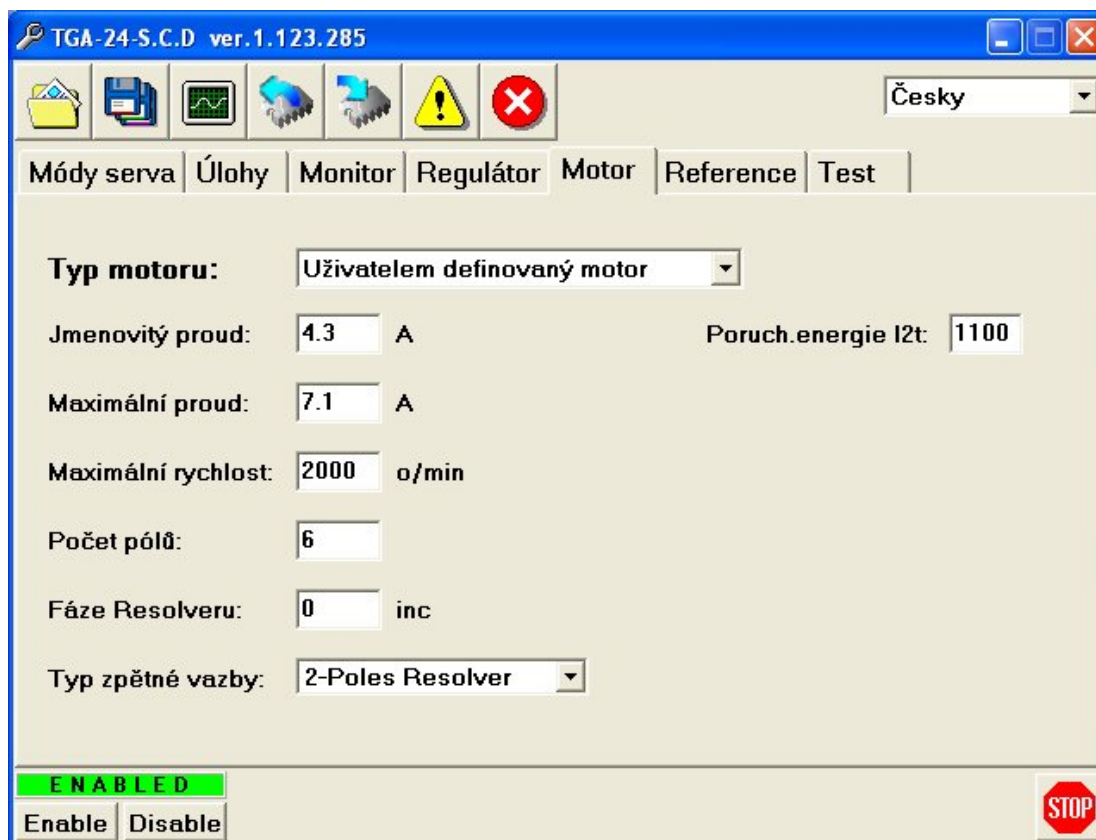 TGA-24-S.C.D ver.1.123.285
Česky
Módy serva Úlohy Monitor Regulátor Motor Reference Test
Typ motoru: Uživatelem definovaný motor
Jmenovitý proud: 4.3 A Poruch.energie I2t: 1100
Maximální proud: 7.1 A
Maximální rychlost: 2000 o/min
Počet pólů: 6
Fáze Resolveru: 0 inc
Typ zpětné vazby: 2-Poles Resolver
ENABLED
Enable Disable
STOP